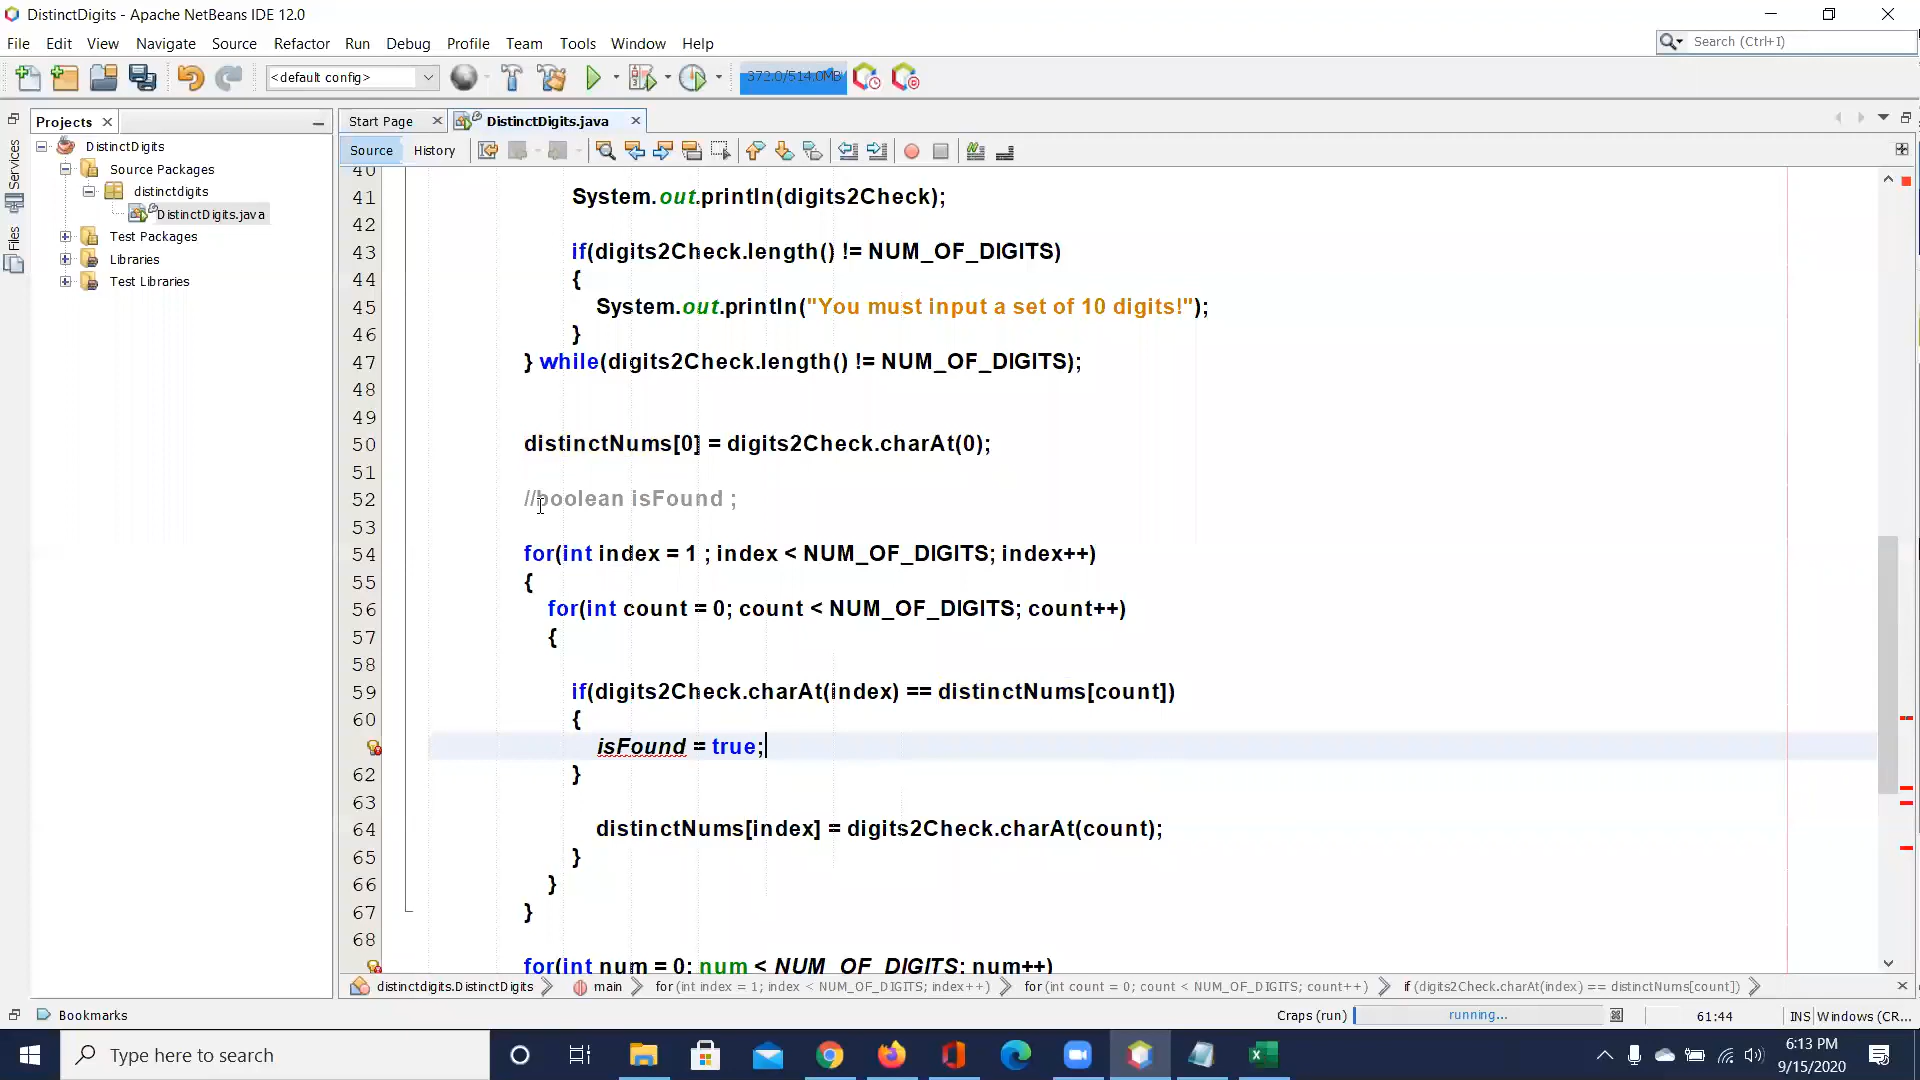 DistinctDigits - Apache NetBeans IDE 12.0
File Edit View Navigate Source Refactor Run Debug Profile Team Tools Window Help
Search (Ctrl+I)
<default config>
372.0/514.0MB
Projects
Start Page
DistinctDigits.java
Source
History
Services
Files
DistinctDigits
Source Packages
distinctdigits
DistinctDigits.java
Test Packages
Libraries
Test Libraries
40
41 System.out.println(digits2Check);
42
43 if(digits2Check.length() != NUM_OF_DIGITS)
44 {
45 System.out.println("You must input a set of 10 digits!");
46 }
47 } while(digits2Check.length() != NUM_OF_DIGITS);
48
49
50 distinctNums[0] = digits2Check.charAt(0);
51
52 //boolean isFound ;
53
54 for(int index = 1 ; index < NUM_OF_DIGITS; index++)
55 {
56 for(int count = 0; count < NUM_OF_DIGITS; count++)
57 {
58
59 if(digits2Check.charAt(index) == distinctNums[count])
60 {
isFound = true;
62 }
63
64 distinctNums[index] = digits2Check.charAt(count);
65 }
66 }
67 }
68
for(int num = 0; num < NUM_OF_DIGITS; num++)
distinctdigits.DistinctDigits main for (int index = 1; index < NUM_OF_DIGITS; index++) for (int count = 0; count < NUM_OF_DIGITS; count++) if (digits2Check.charAt(index) == distinctNums[count])
Bookmarks
Craps (run)
running...
61:44
INS
Windows (CR...
Type here to search
6:13 PM
9/15/2020